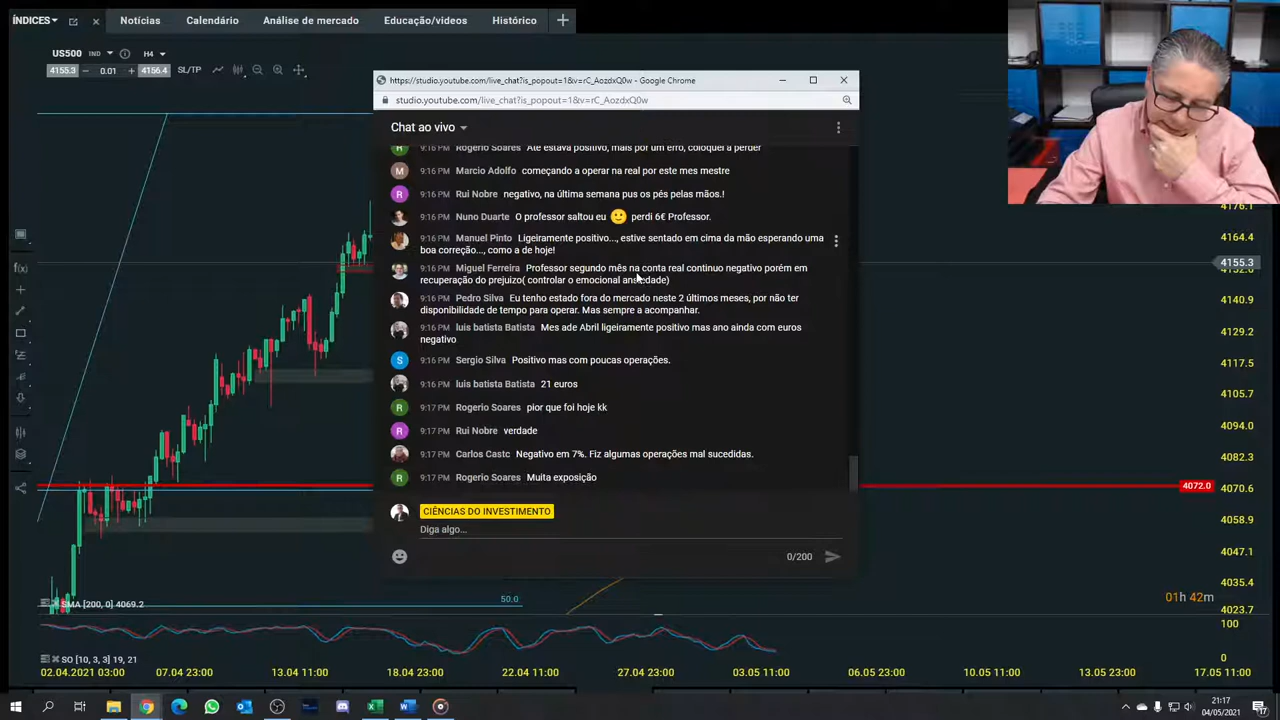 ÍNDICES
Notícias
Calendário
Análise de mercado
Educação/vídeos
Histórico
US500 IND H4
4155.3 − 0.01 + 4156.4 SL/TP
https://studio.youtube.com/live_chat?is_popout=1&v=rC_AozdxQ0w - Google Chrome
studio.youtube.com/live_chat?is_popout=1&v=rC_AozdxQ0w
Chat ao vivo
R Rogerio Soares Até estava positivo, mais por um erro, coloquei a perder
M 9:16 PM Marcio Adolfo começando a operar na real por este mes mestre
R 9:16 PM Rui Nobre negativo, na última semana pus os pés pelas mãos.!
9:16 PM Nuno Duarte O professor saltou eu 🙂 perdi 6€ Professor.
9:16 PM Manuel Pinto Ligeiramente positivo..., estive sentado em cima da mão esperando uma
boa correção..., como a de hoje!
9:16 PM Miguel Ferreira Professor segundo mês na conta real continuo negativo porém em
recuperação do prejuizo( controlar o emocional ansiedade)
9:16 PM Pedro Silva Eu tenho estado fora do mercado neste 2 últimos meses, por não ter
disponibilidade de tempo para operar. Mas sempre a acompanhar.
9:16 PM luis batista Batista Mes ade Abril ligeiramente positivo mas ano ainda com euros
negativo
S 9:16 PM Sergio Silva Positivo mas com poucas operações.
9:16 PM luis batista Batista 21 euros
R 9:17 PM Rogerio Soares pior que foi hoje kk
R 9:17 PM Rui Nobre verdade
9:17 PM Carlos Castc Negativo em 7%. Fiz algumas operações mal sucedidas.
R 9:17 PM Rogerio Soares Muita exposição
CIÊNCIAS DO INVESTIMENTO
Diga algo...
0/200
4176.1
4164.4
4155.3
4140.9
4129.2
4117.5
4105.7
4094.0
4082.3
4072.0
4070.6
4058.9
4047.1
4035.4
4023.7
01h 42m
50.0
SMA [200, 0] 4069.2
100
0
SO [10, 3, 3] 19, 21
02.04.2021 03:00
07.04 23:00
13.04 11:00
18.04 23:00
22.04 11:00
27.04 23:00
03.05 11:00
06.05 23:00
13.05 23:00
17.05 11:00
21:17
04/05/2021
17